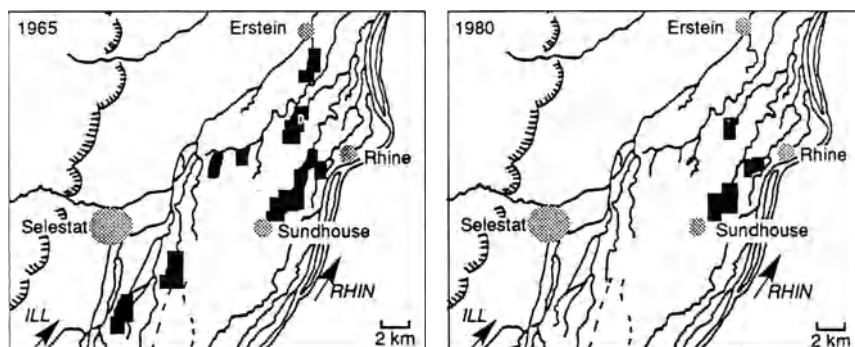 1965
Erstein
Rhine
Selestat
Sundhouse
RHIN
ILL
2 km
1980
Erstein
Rhine
Selestat
Sundhouse
RHIN
ILL
2 km